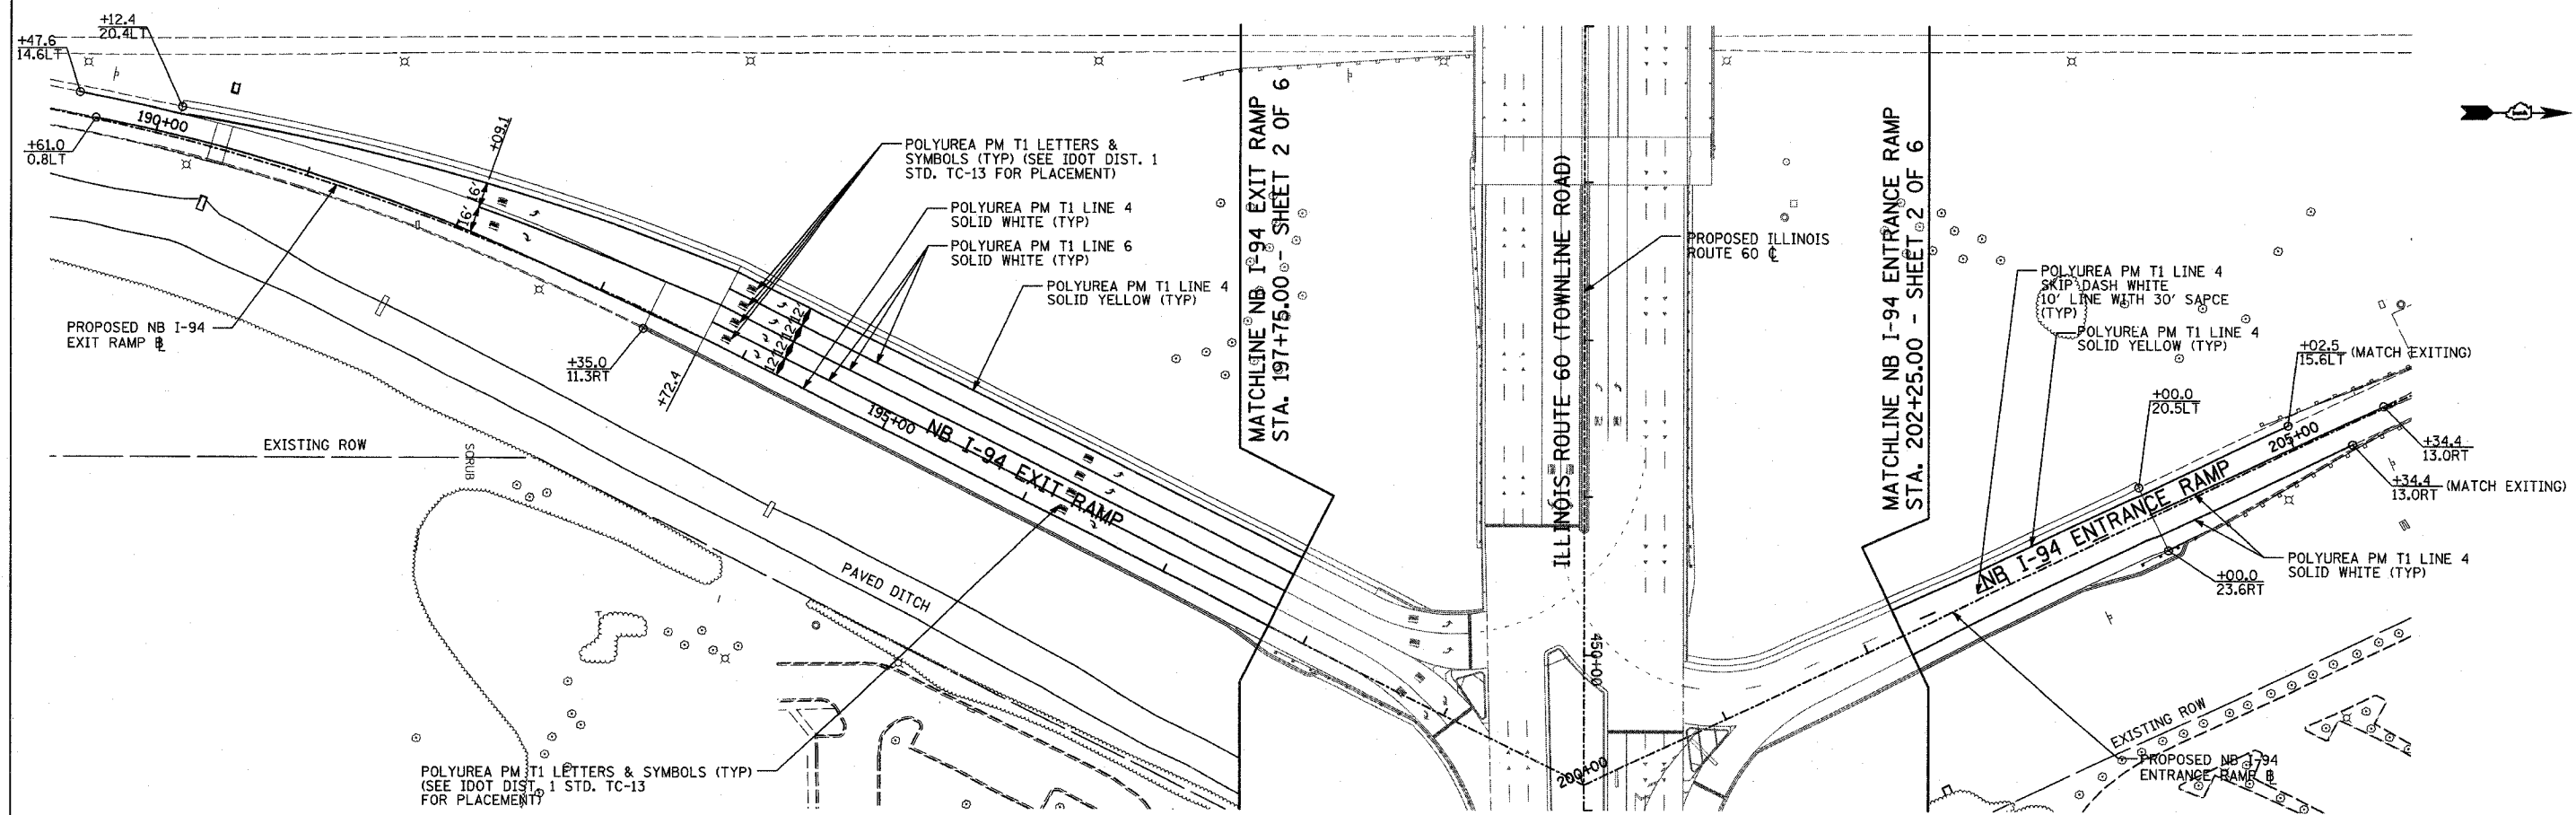 +12.4
20.4LT
+47.6
14.6LT
190+00
+61.0
0.8LT
+09.1
16'
16'
POLYUREA PM T1 LETTERS &
SYMBOLS (TYP) (SEE IDOT DIST. 1
STD. TC-13 FOR PLACEMENT)
POLYUREA PM T1 LINE 4
SOLID WHITE (TYP)
POLYUREA PM T1 LINE 6
SOLID WHITE (TYP)
POLYUREA PM T1 LINE 4
SOLID YELLOW (TYP)
PROPOSED NB I-94
EXIT RAMP ℄
+35.0
11.3RT
+72.4
12'
12'
12'
12'
195+00
NB I-94 EXIT RAMP
EXISTING ROW
SCRUB
PAVED DITCH
POLYUREA PM T1 LETTERS & SYMBOLS (TYP)
(SEE IDOT DIST. 1 STD. TC-13
FOR PLACEMENT)
MATCHLINE NB I-94 EXIT RAMP
STA. 197+75.00 - SHEET 2 OF 6
ILLINOIS ROUTE 60 (TOWNLINE ROAD)
PROPOSED ILLINOIS
ROUTE 60 ℄
450+00
200+00
MATCHLINE NB I-94 ENTRANCE RAMP
STA. 202+25.00 - SHEET 2 OF 6
POLYUREA PM T1 LINE 4
SKIP DASH WHITE
10' LINE WITH 30' SAPCE
(TYP)
POLYUREA PM T1 LINE 4
SOLID YELLOW (TYP)
+02.5
15.6LT (MATCH EXITING)
+00.0
20.5LT
205+00
+34.4
13.0RT
+34.4
13.0RT (MATCH EXITING)
NB I-94 ENTRANCE RAMP
POLYUREA PM T1 LINE 4
SOLID WHITE (TYP)
+00.0
23.6RT
EXISTING ROW
PROPOSED NB I-94
ENTRANCE RAMP ℄